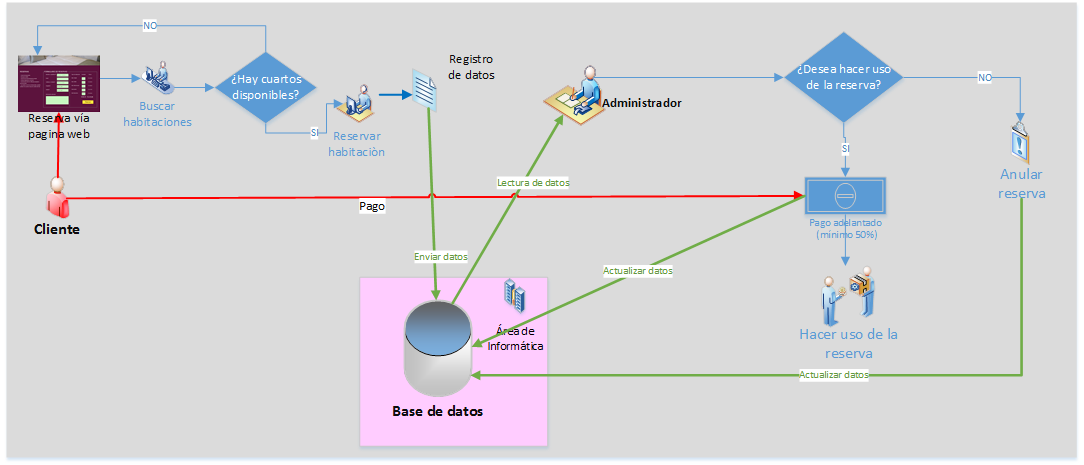 NO
Reserva vía
pagina web
Buscar
habitaciones
¿Hay cuartos
disponibles?
SI
Reservar
habitaciòn
Registro
de datos
Administrador
¿Desea hacer uso
de la reserva?
NO
SI
Anular
reserva
Cliente
Pago
Lectura de datos
Pago adelantado
(minimo 50%)
Enviar datos
Actualizar datos
Hacer uso de la
reserva
Área de
Informática
Base de datos
Actualizar datos